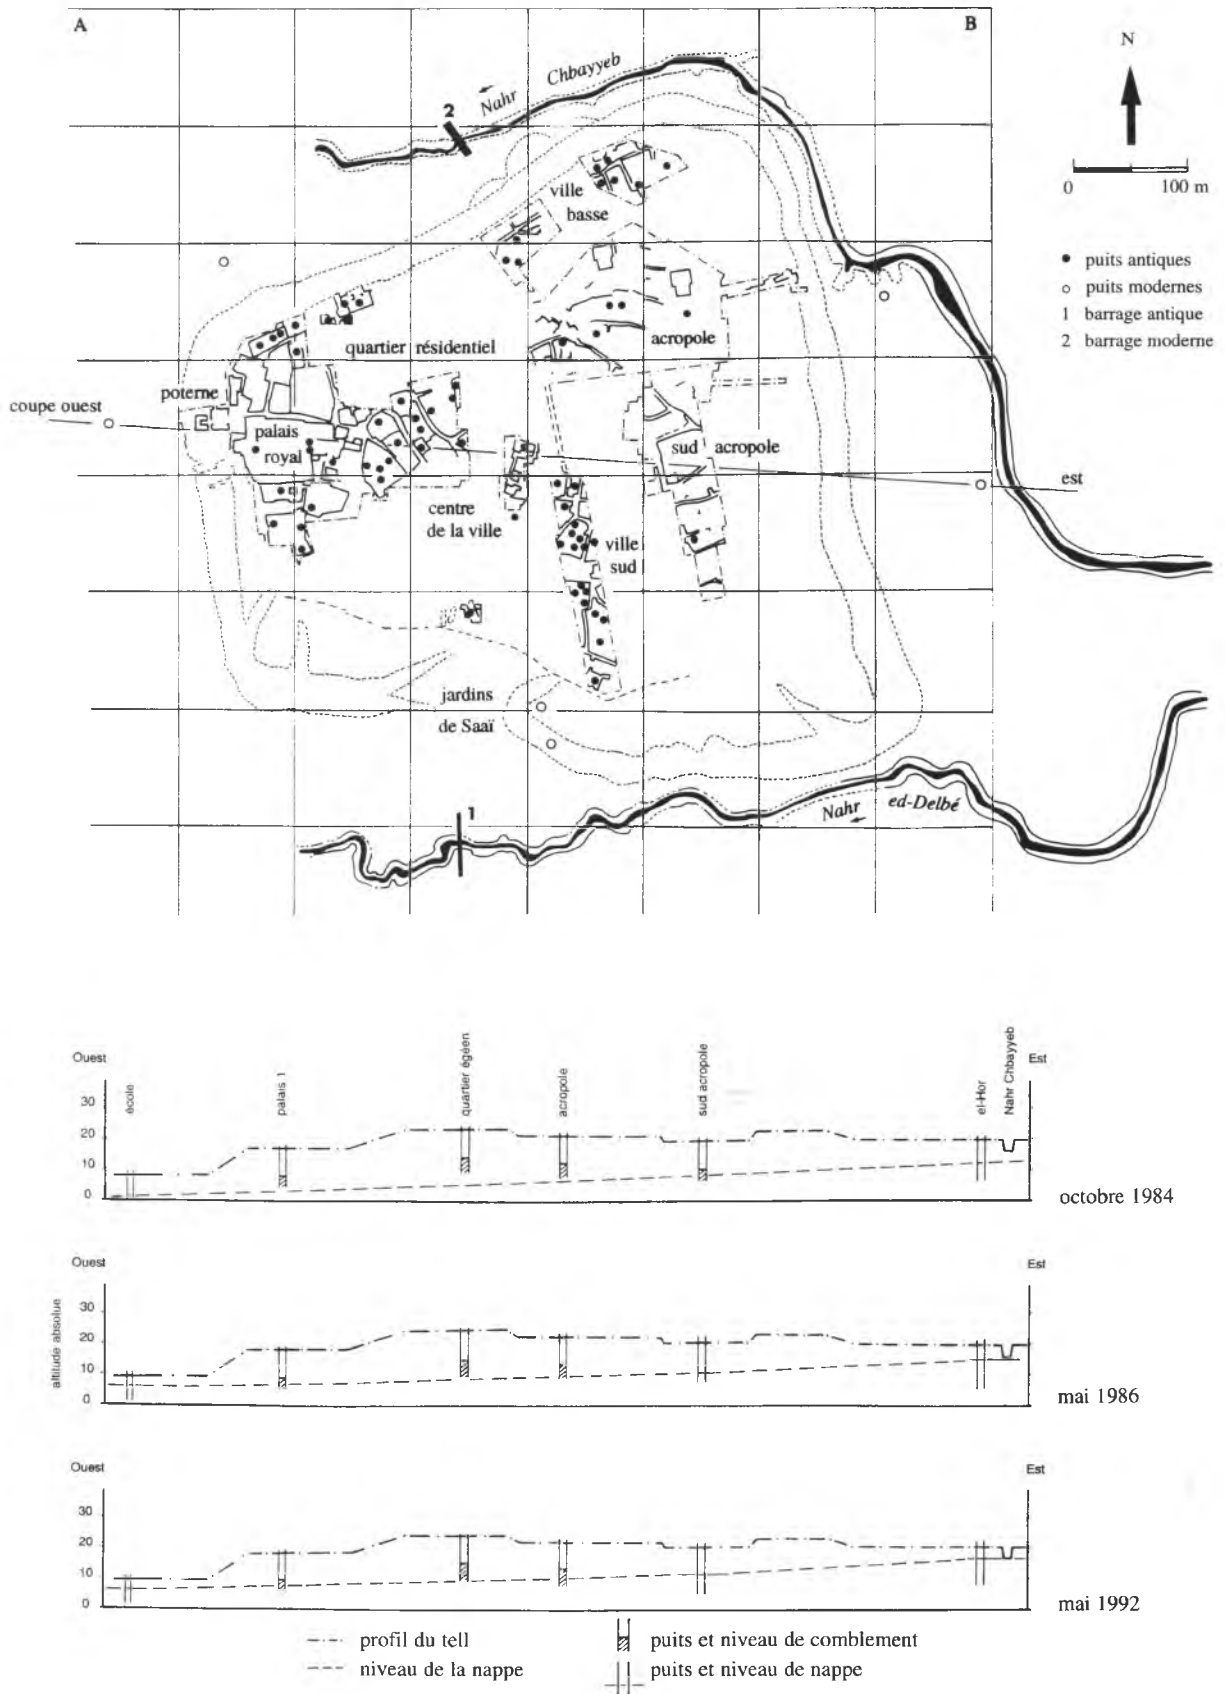 A
B
N
0 100 m
Nahr Chbayyeb
2
ville
basse
puits antiques
puits modernes
1 barrage antique
2 barrage moderne
quartier résidentiel
acropole
poterne
coupe ouest
palais
royal
sud acropole
est
centre
de la ville
ville
sud
jardins
de Saaï
Nahr ed-Delbé
1
Ouest
école
palais 1
quartier égéen
acropole
sud acropole
el-Hor
Nahr Chbayyeb
Est
30
20
10
0
octobre 1984
Ouest
Est
altitude absolue
30
20
10
0
mai 1986
Ouest
Est
30
20
10
0
mai 1992
profil du tell
niveau de la nappe
puits et niveau de comblement
puits et niveau de nappe